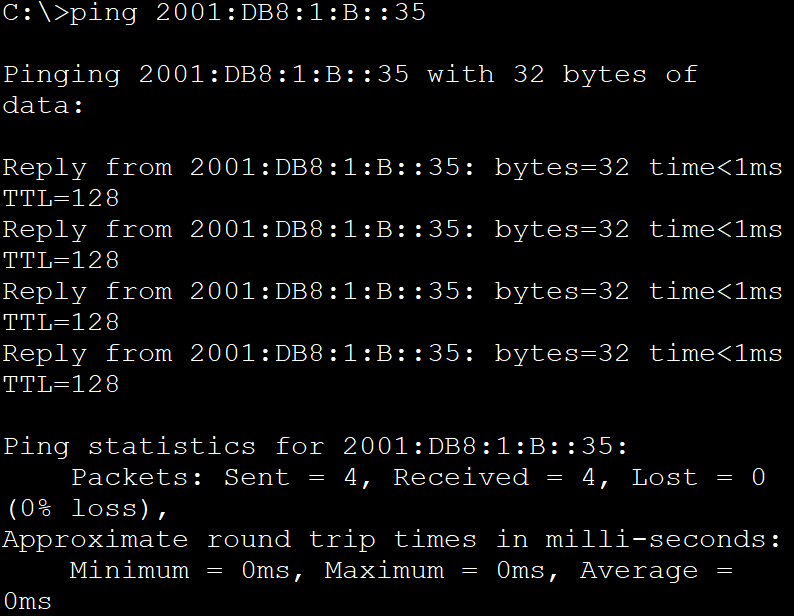 C:\>ping 2001:DB8:1:B::35
Pinging 2001:DB8:1:B::35 with 32 bytes of
data:
Reply from 2001:DB8:1:B::35: bytes=32 time<1ms
TTL=128
Reply from 2001:DB8:1:B::35: bytes=32 time<1ms
TTL=128
Reply from 2001:DB8:1:B::35: bytes=32 time<1ms
TTL=128
Reply from 2001:DB8:1:B::35: bytes=32 time<1ms
TTL=128
Ping statistics for 2001:DB8:1:B::35:
    Packets: Sent = 4, Received = 4, Lost = 0
(0% loss),
Approximate round trip times in milli-seconds:
    Minimum = 0ms, Maximum = 0ms, Average =
0ms